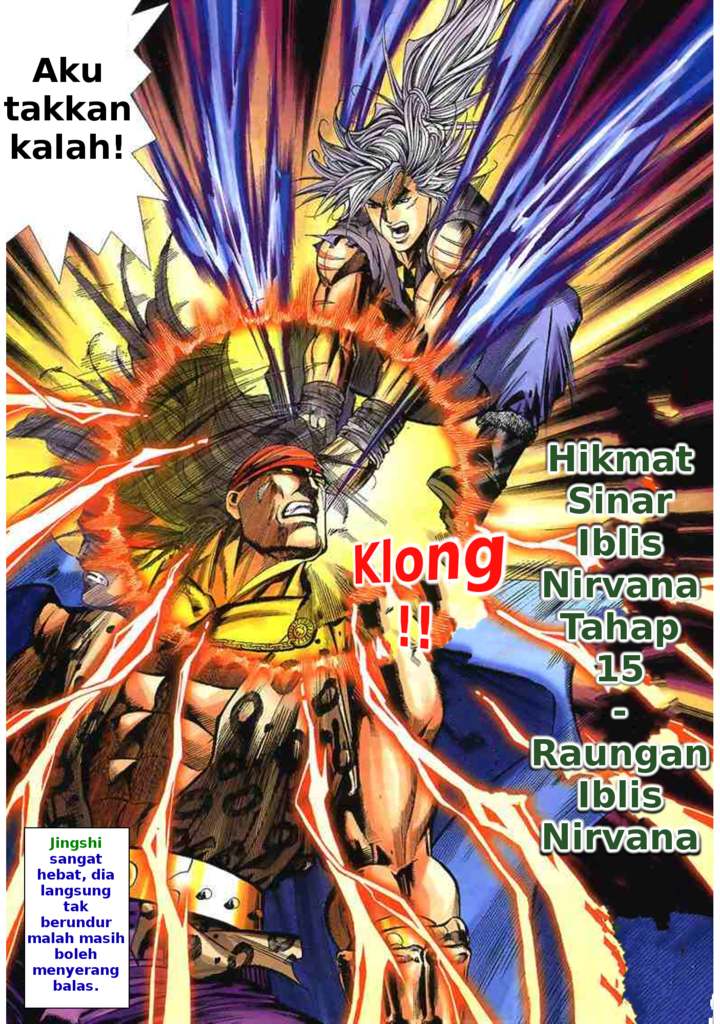 Aku
takkan
kalah!
Klong
!!
Hikmat
Sinar
Iblis
Nirvana
Tahap
15
-
Raungan
Iblis
Nirvana
Jingshi
sangat
hebat, dia
langsung
tak
berundur
malah masih
boleh
menyerang
balas.